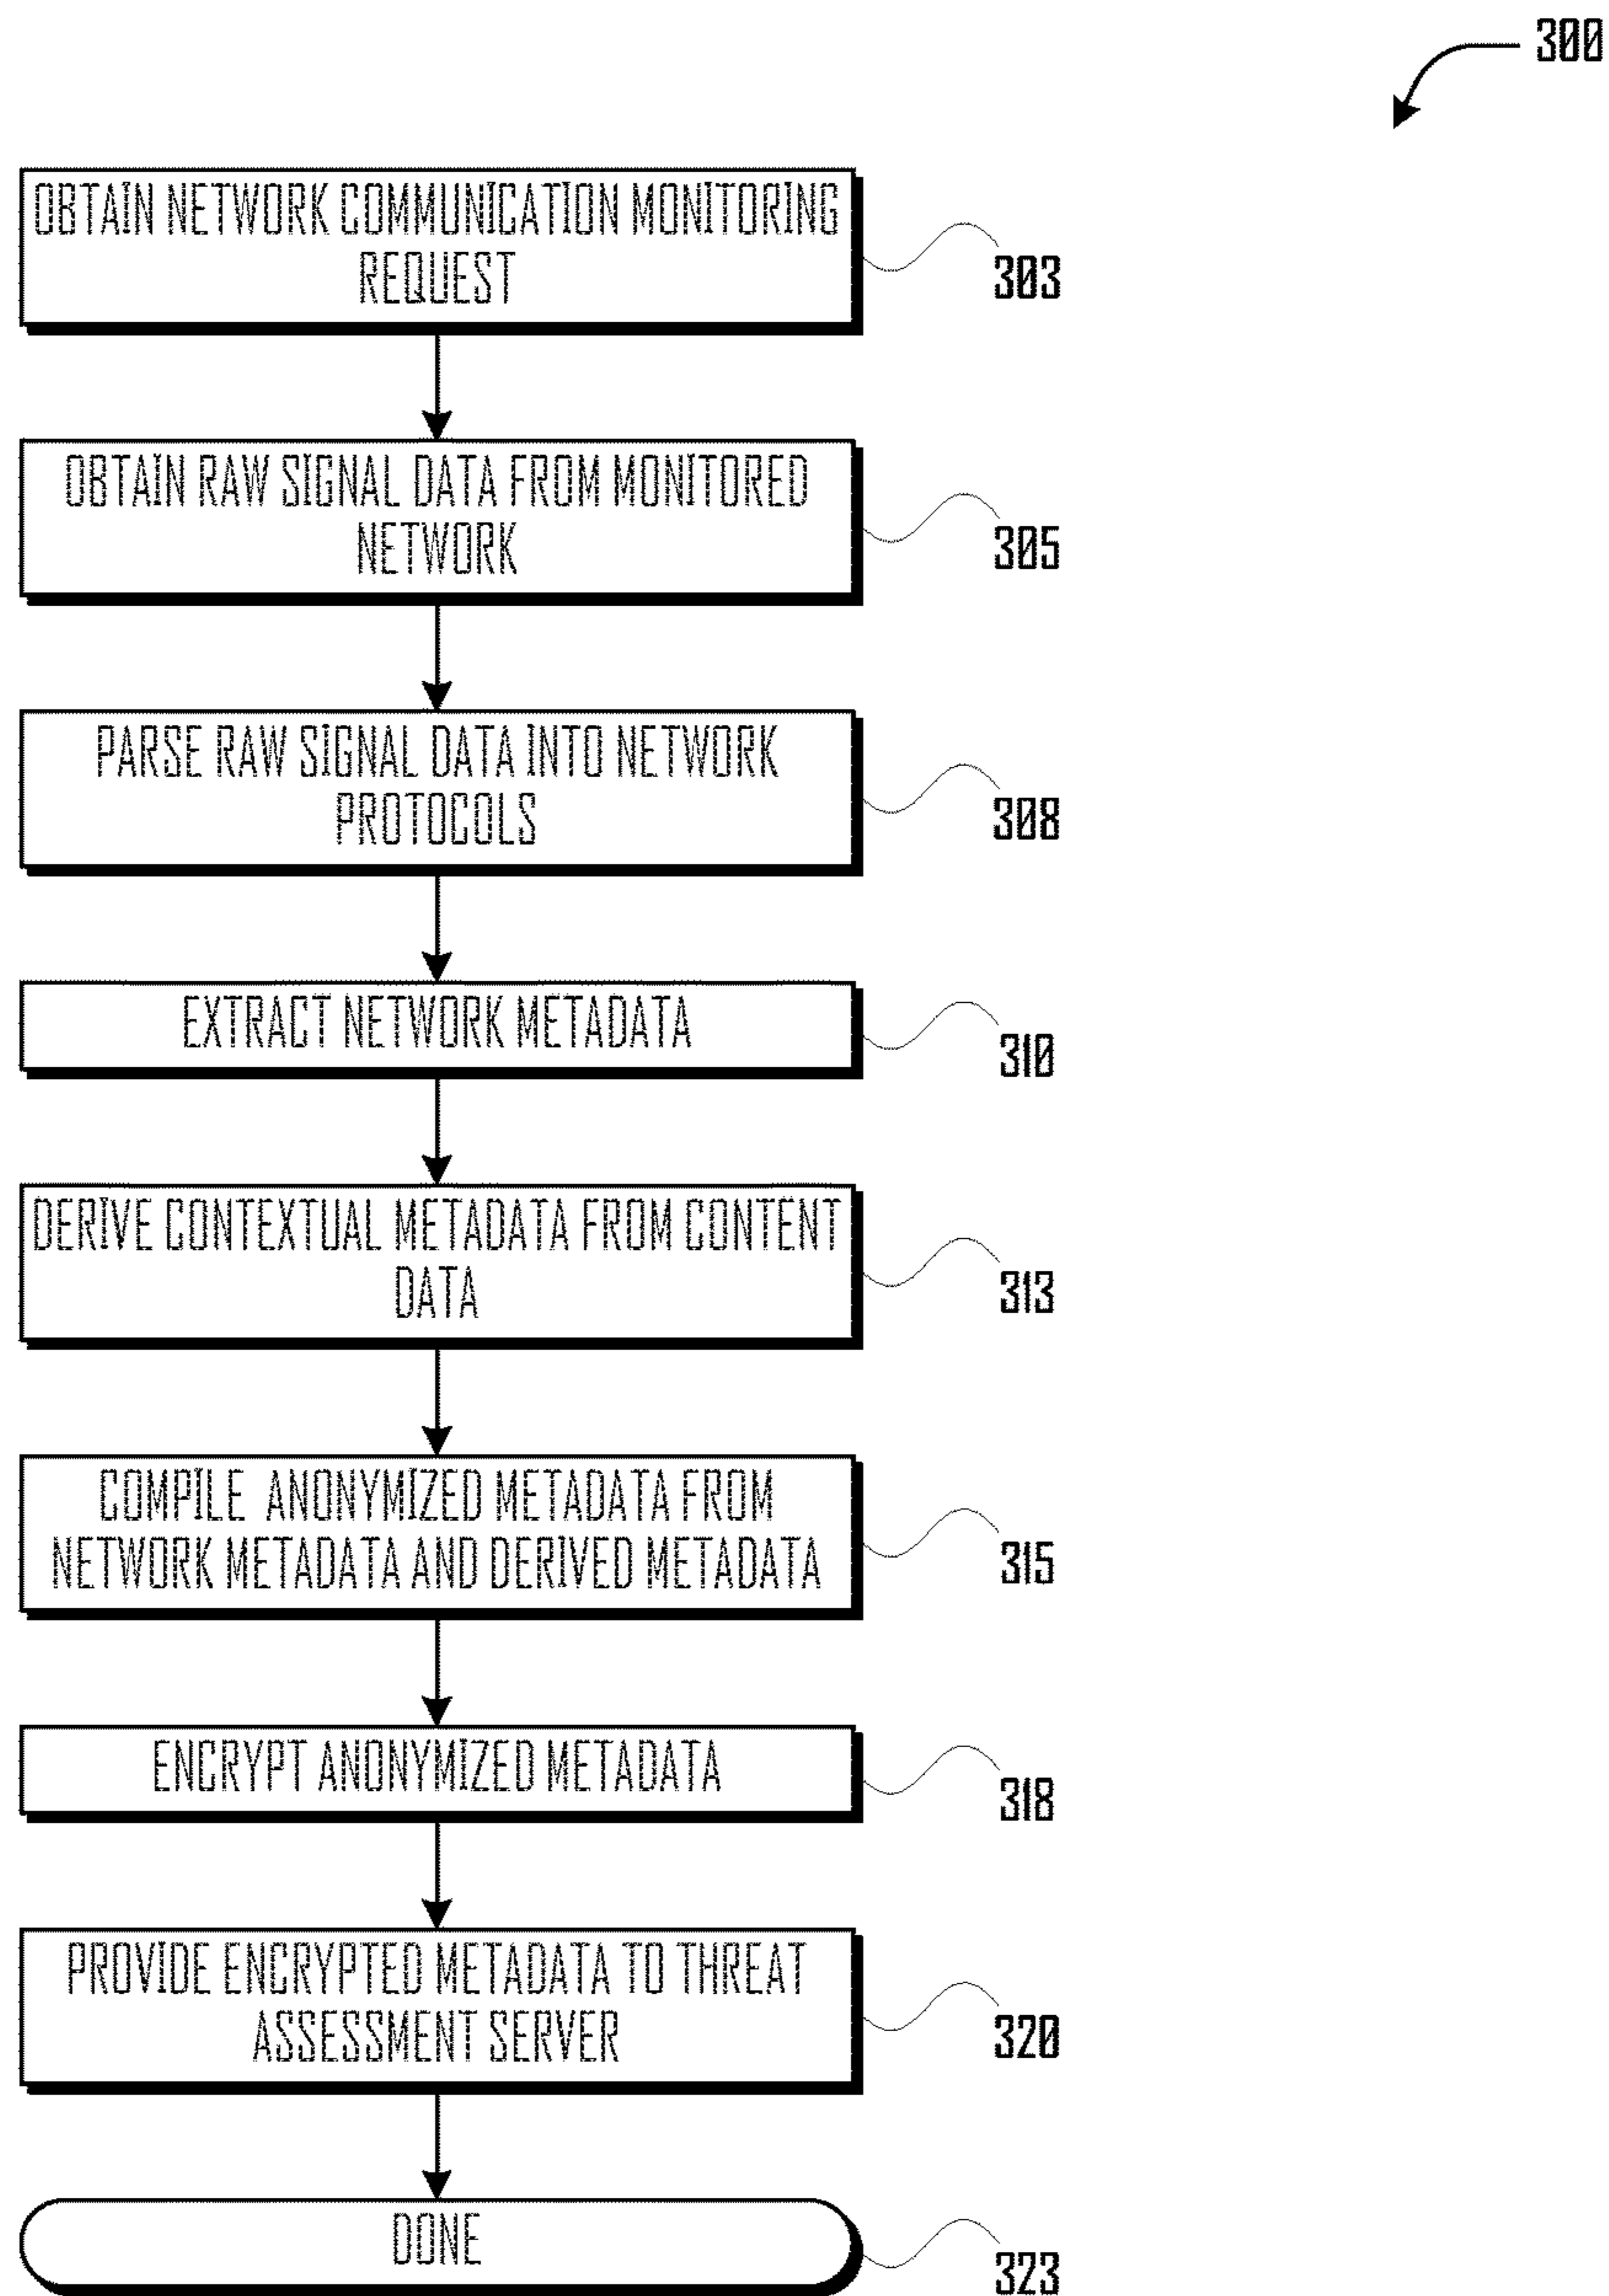 300
OBTAIN NETWORK COMMUNICATION MONITORING
REQUEST
303
OBTAIN RAW SIGNAL DATA FROM MONITORED
NETWORK
305
PARSE RAW SIGNAL DATA INTO NETWORK
PROTOCOLS
308
EXTRACT NETWORK METADATA
310
DERIVE CONTEXTUAL METADATA FROM CONTENT
DATA
313
COMPILE ANONYMIZED METADATA FROM
NETWORK METADATA AND DERIVED METADATA
315
ENCRYPT ANONYMIZED METADATA
318
PROVIDE ENCRYPTED METADATA TO THREAT
ASSESSMENT SERVER
320
DONE
323